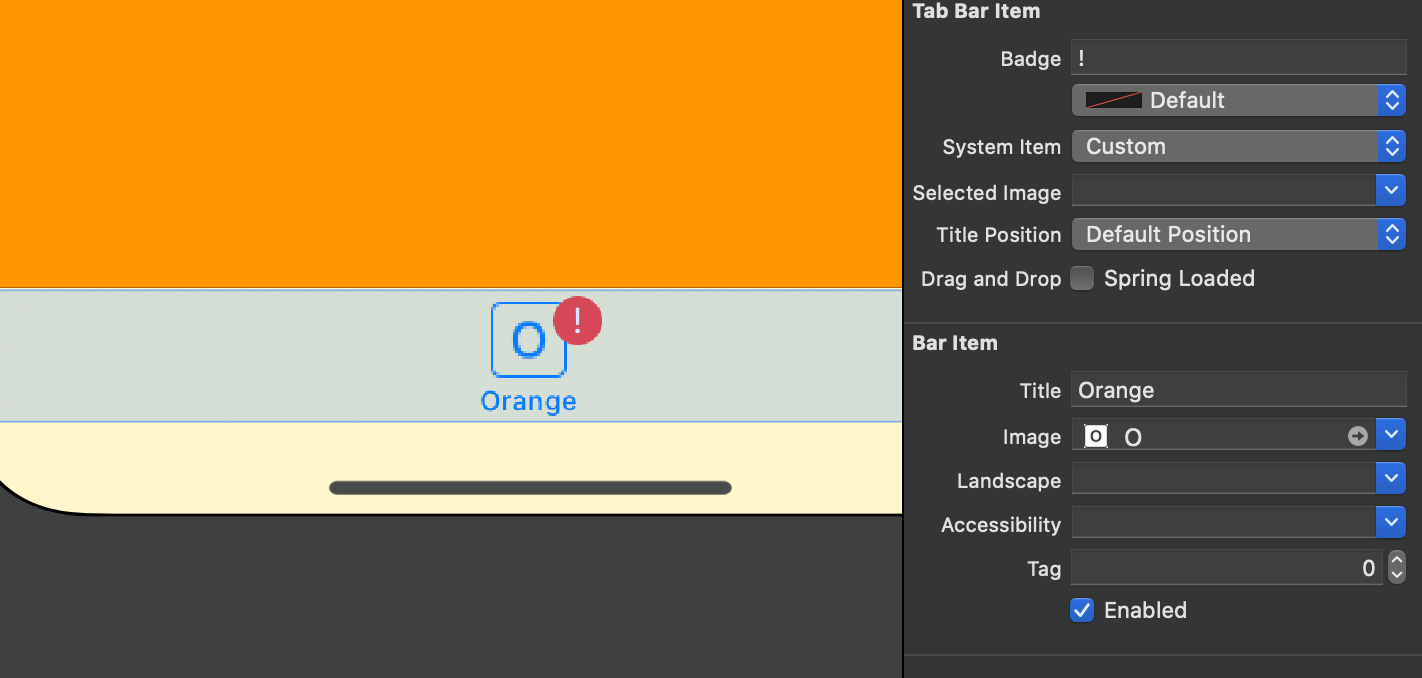 O
!
Orange
Tab Bar Item
Badge !
Default
System Item Custom
Selected Image
Title Position Default Position
Drag and Drop Spring Loaded
Bar Item
Title Orange
Image O O
Landscape
Accessibility
Tag 0
Enabled